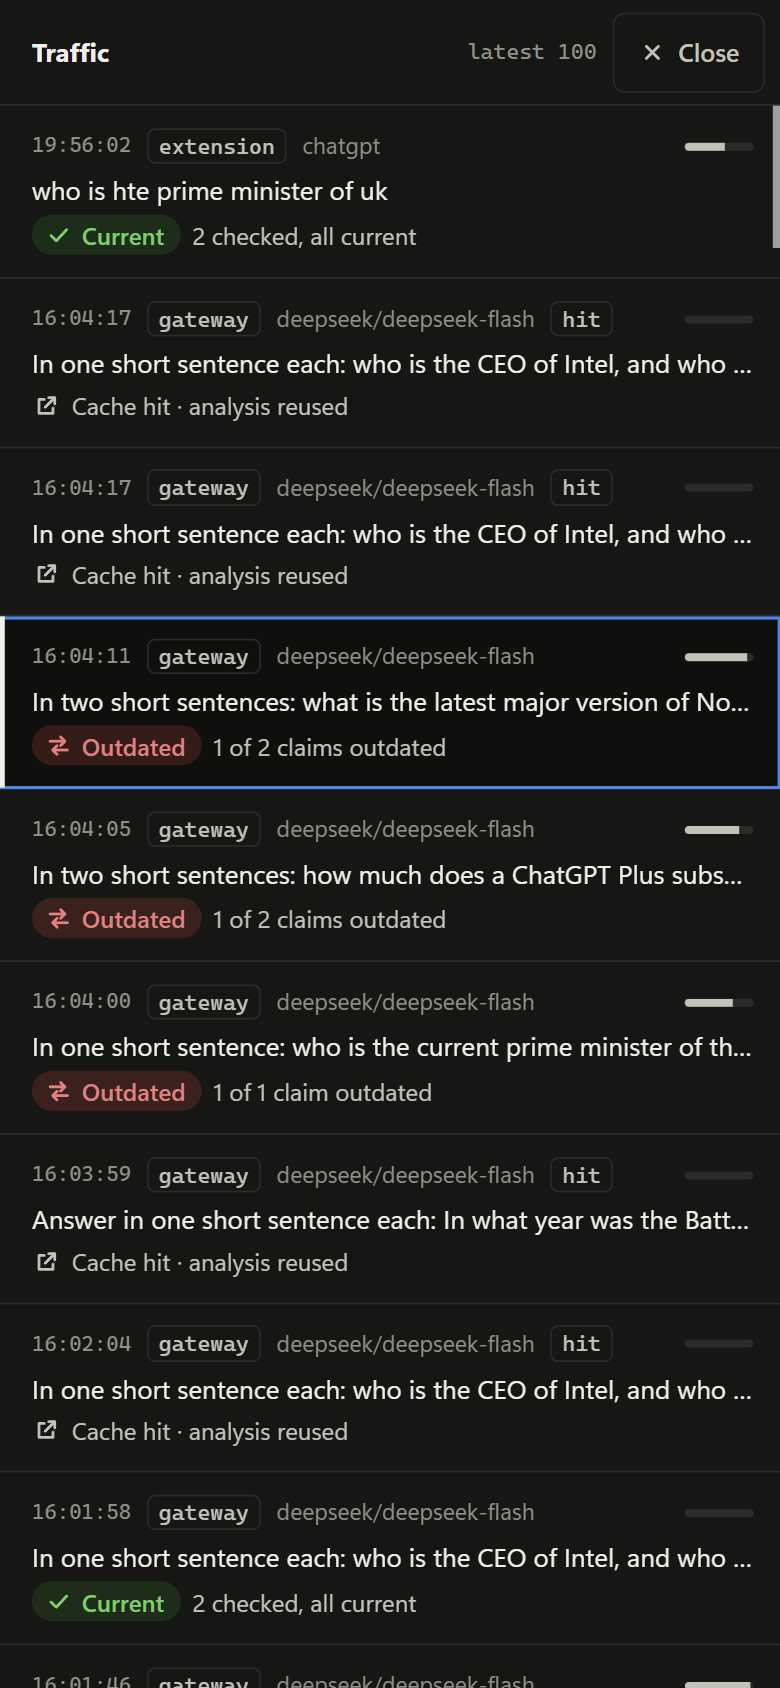 Traffic latest 100 Close
19:56:02 extension chatgpt
who is hte prime minister of uk
Current 2 checked, all current
16:04:17 gateway deepseek/deepseek-flash hit
In one short sentence each: who is the CEO of Intel, and who ...
Cache hit · analysis reused
16:04:17 gateway deepseek/deepseek-flash hit
In one short sentence each: who is the CEO of Intel, and who ...
Cache hit · analysis reused
16:04:11 gateway deepseek/deepseek-flash
In two short sentences: what is the latest major version of No...
Outdated 1 of 2 claims outdated
16:04:05 gateway deepseek/deepseek-flash
In two short sentences: how much does a ChatGPT Plus subs...
Outdated 1 of 2 claims outdated
16:04:00 gateway deepseek/deepseek-flash
In one short sentence: who is the current prime minister of th...
Outdated 1 of 1 claim outdated
16:03:59 gateway deepseek/deepseek-flash hit
Answer in one short sentence each: In what year was the Batt...
Cache hit · analysis reused
16:02:04 gateway deepseek/deepseek-flash hit
In one short sentence each: who is the CEO of Intel, and who ...
Cache hit · analysis reused
16:01:58 gateway deepseek/deepseek-flash
In one short sentence each: who is the CEO of Intel, and who ...
Current 2 checked, all current
16:01:46 gateway deepseek/deepseek-flash